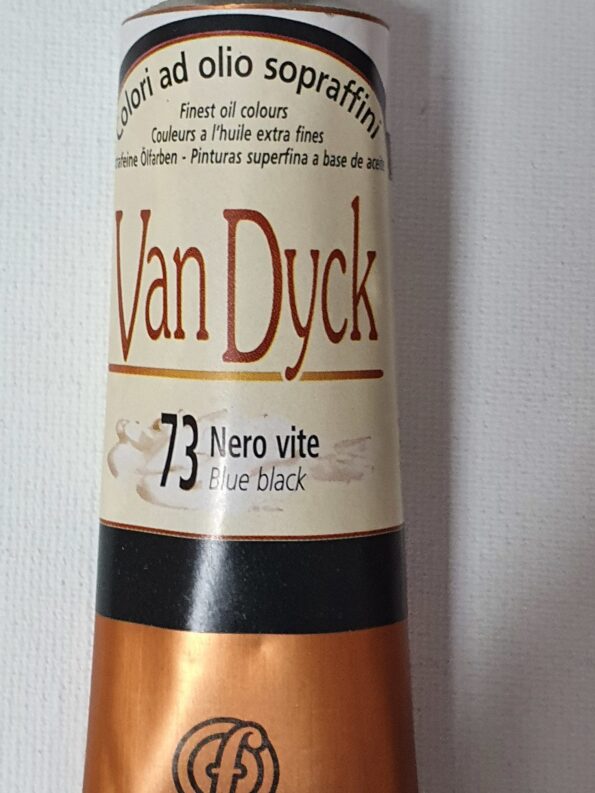 Colori ad olio sopraffini
Finest oil colours
Couleurs a l'huile extra fines
Ölfarben - Pinturas superfina a base de
Van Dyck
73 Nero vite
Blue black